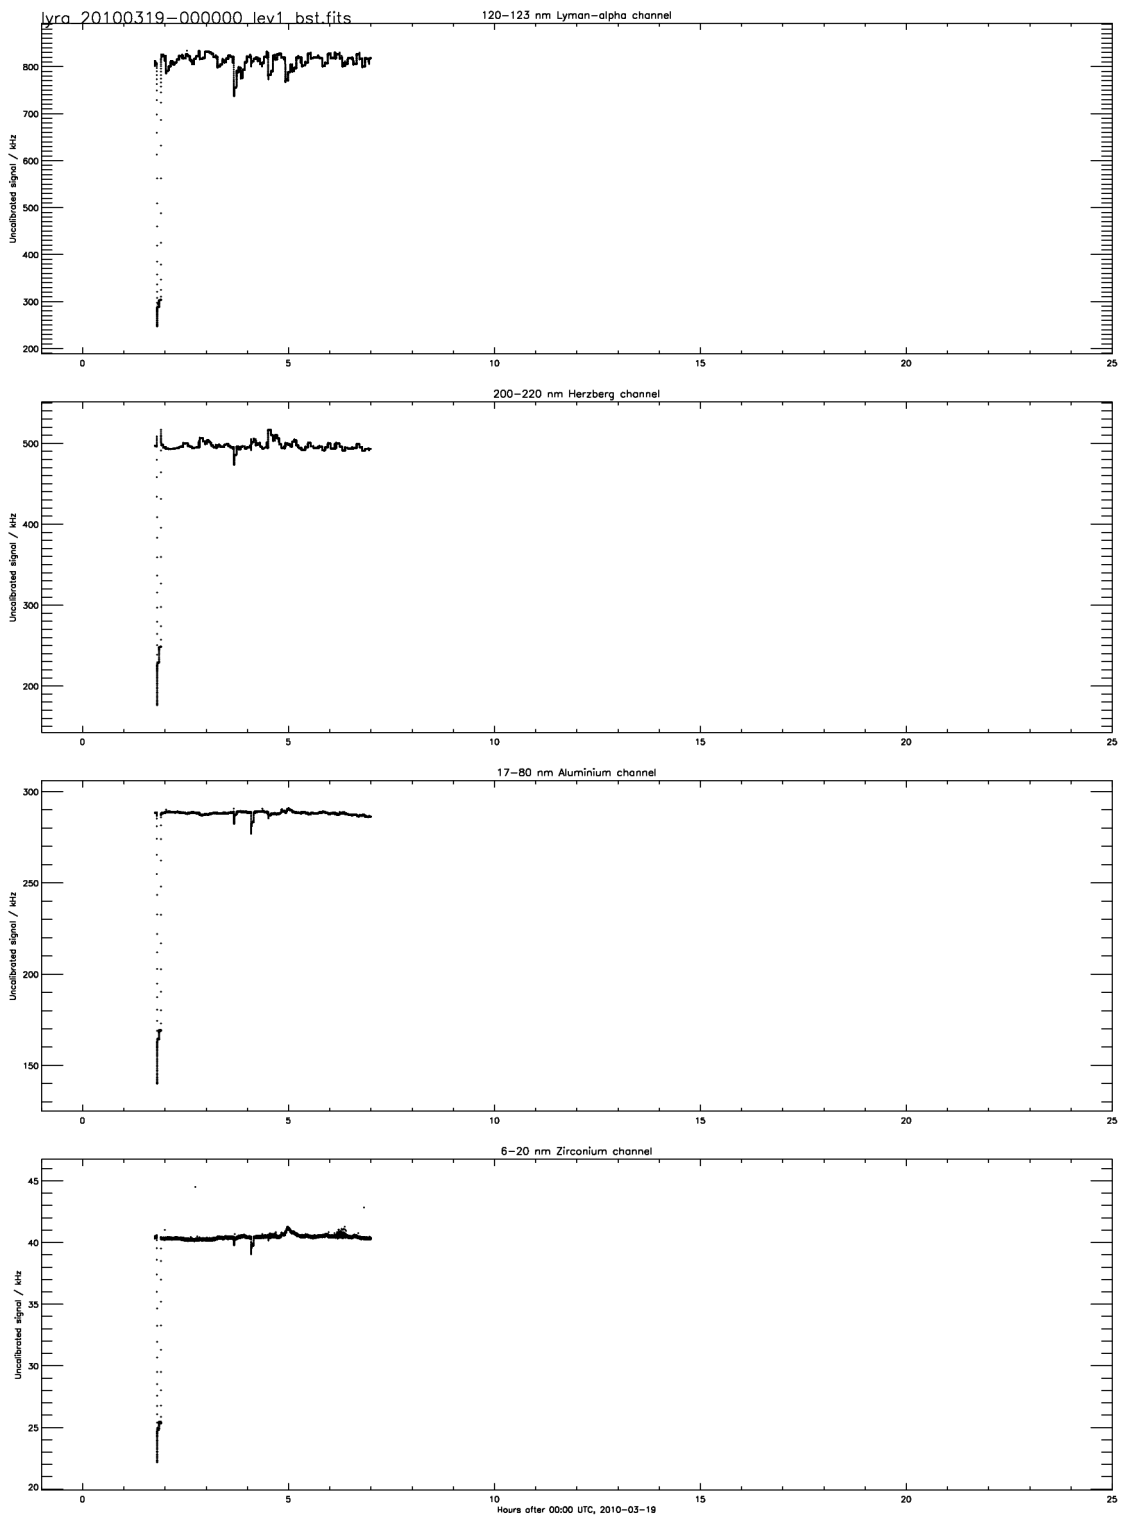 lyra_20100319-000000_lev1_bst.fits
120-123 nm Lyman-alpha channel
Uncalibrated signal / kHz
800
700
600
500
400
300
200
0 5 10 15 20 25
200-220 nm Herzberg channel
Uncalibrated signal / kHz
500
400
300
200
0 5 10 15 20 25
17-80 nm Aluminium channel
Uncalibrated signal / kHz
300
250
200
150
0 5 10 15 20 25
6-20 nm Zirconium channel
Uncalibrated signal / kHz
45
40
35
30
25
20
0 5 10 15 20 25
Hours after 00:00 UTC, 2010-03-19